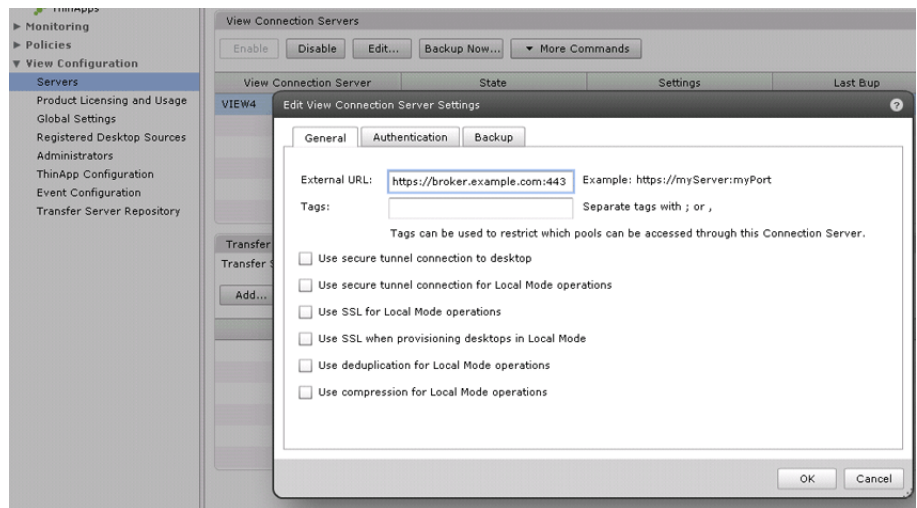 ThinApps
Monitoring
Policies
View Configuration
Servers
Product Licensing and Usage
Global Settings
Registered Desktop Sources
Administrators
ThinApp Configuration
Event Configuration
Transfer Server Repository
View Connection Servers
Enable Disable Edit... Backup Now... More Commands
View Connection Server State Settings Last Bup
VIEW4
Transfer
Transfer S
Add...
Edit View Connection Server Settings ?
General Authentication Backup
External URL: https://broker.example.com:443 Example: https://myServer:myPort
Tags: Separate tags with ; or ,
Tags can be used to restrict which pools can be accessed through this Connection Server.
Use secure tunnel connection to desktop
Use secure tunnel connection for Local Mode operations
Use SSL for Local Mode operations
Use SSL when provisioning desktops in Local Mode
Use deduplication for Local Mode operations
Use compression for Local Mode operations
OK Cancel